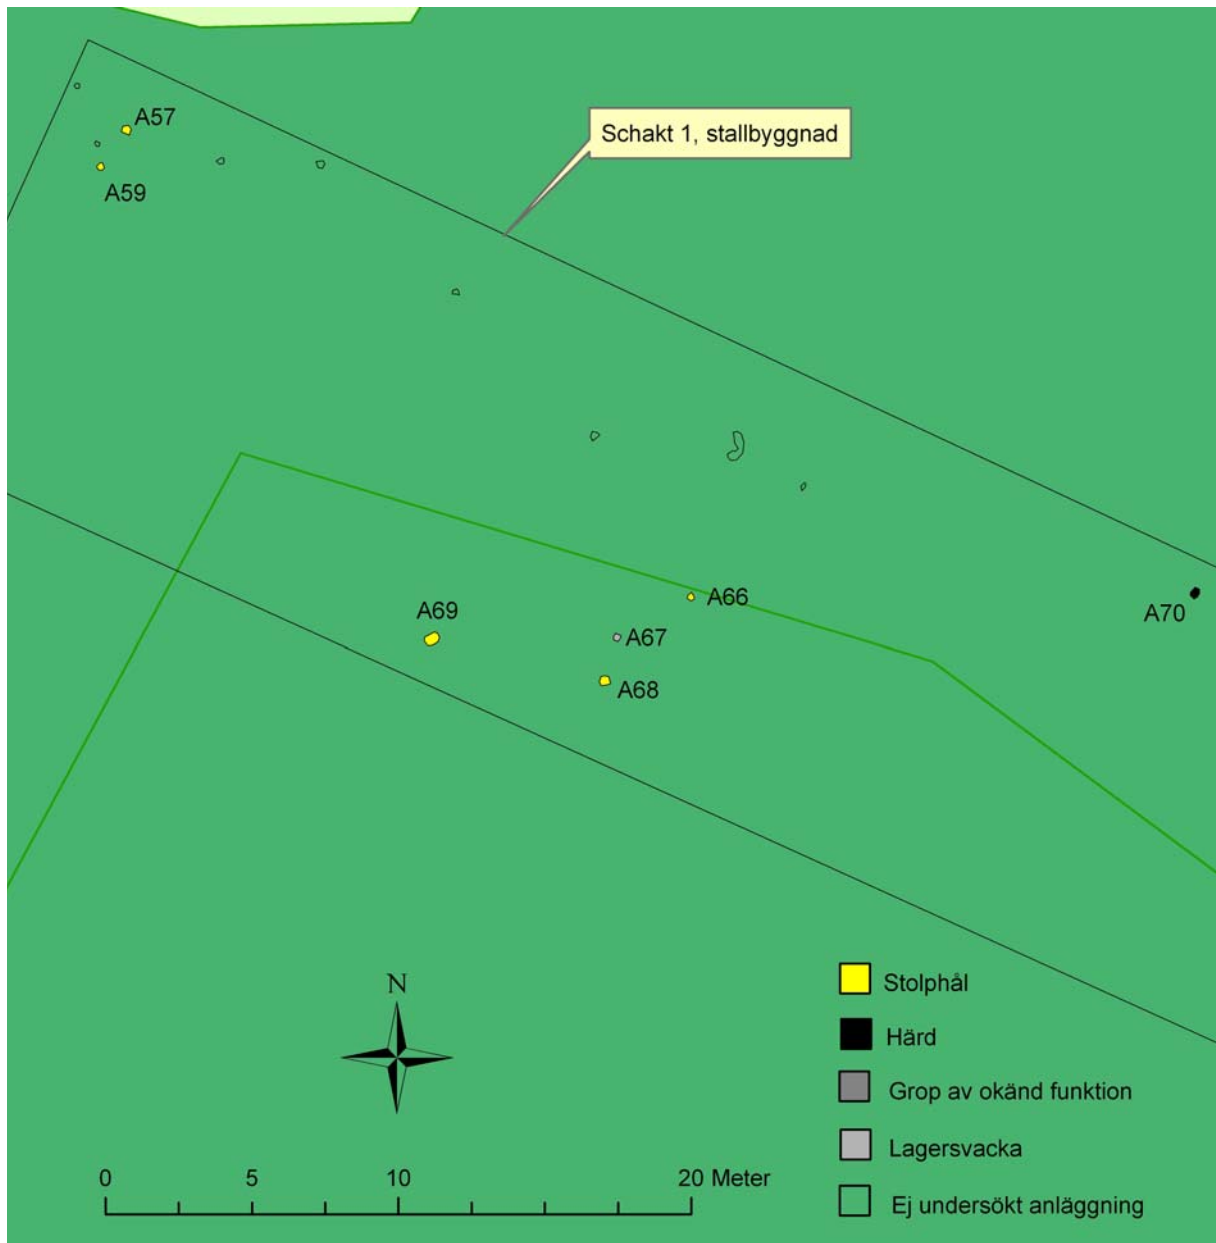 A57
Schakt 1, stallbyggnad
A59
A66
A69
A67
A70
A68
N
Stolphål
Härd
Grop av okänd funktion
Lagersvacka
Ej undersökt anläggning
0 5 10 20 Meter